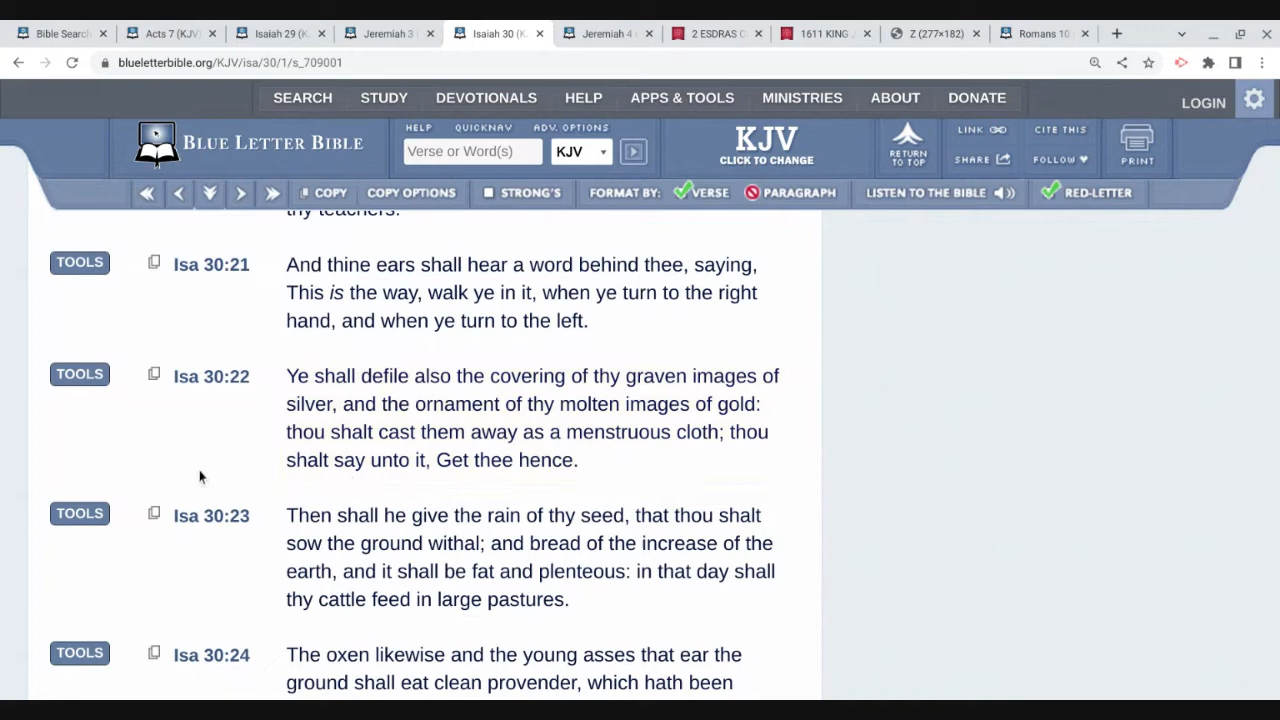 Bible Search
Acts 7 (KJV)
Isaiah 29 (K
Jeremiah 3
Isaiah 30 (K
Jeremiah 4
2 ESDRAS C
1611 KING
Z (277×182)
Romans 10
blueletterbible.org/KJV/isa/30/1/s_709001
SEARCH STUDY DEVOTIONALS HELP APPS & TOOLS MINISTRIES ABOUT DONATE LOGIN
BLUE LETTER BIBLE
HELP QUICKNAV ADV. OPTIONS
Verse or Word(s) KJV
KJV
CLICK TO CHANGE
RETURN
TO TOP
LINK CITE THIS
SHARE FOLLOW
PRINT
COPY COPY OPTIONS STRONG'S FORMAT BY: VERSE PARAGRAPH LISTEN TO THE BIBLE RED-LETTER
thy teachers.
TOOLS Isa 30:21 And thine ears shall hear a word behind thee, saying,
This is the way, walk ye in it, when ye turn to the right
hand, and when ye turn to the left.
TOOLS Isa 30:22 Ye shall defile also the covering of thy graven images of
silver, and the ornament of thy molten images of gold:
thou shalt cast them away as a menstruous cloth; thou
shalt say unto it, Get thee hence.
TOOLS Isa 30:23 Then shall he give the rain of thy seed, that thou shalt
sow the ground withal; and bread of the increase of the
earth, and it shall be fat and plenteous: in that day shall
thy cattle feed in large pastures.
TOOLS Isa 30:24 The oxen likewise and the young asses that ear the
ground shall eat clean provender, which hath been